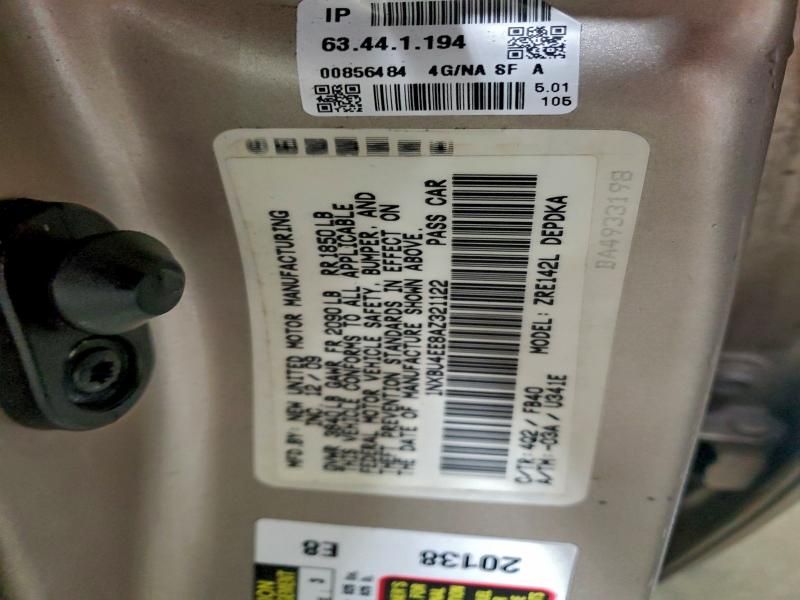 IP
63.44.1.194
00856484 4G/NA SF A
5.01
105
MFD.BY: NEW UNITED MOTOR MANUFACTURING
INC. 12/09
GVWR 3840LB GAWR FR 2090LB RR1850LB
THIS VEHICLE CONFORMS TO ALL APPLICABLE
FEDERAL MOTOR VEHICLE SAFETY, BUMPER, AND
THEFT PREVENTION STANDARDS IN EFFECT ON
THE DATE OF MANUFACTURE SHOWN ABOVE.
1NXBU4EE8AZ321122 PASS CAR
C/TR: 4Q2/FB40 MODEL: ZRE142L DEPDKA
A/TM: -03A/U341E
BA4933198
20138
E8